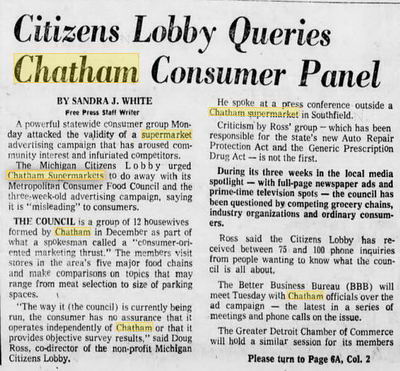 Citizens Lobby Queries
Chatham Consumer Panel
BY SANDRA J. WHITE
Free Press Staff Writer
A powerful statewide consumer group Mon-
day attacked the validity of a supermarket
advertising campaign that has aroused com-
munity interest and infuriated competitors.
The Michigan Citizens Lobby urged
Chatham Supermarkets to do away with its
Metropolitan Consumer Food Council and the
three-week-old advertising campaign, saying
it is "misleading" to consumers.
THE COUNCIL is a group of 12 housewives
formed by Chatham in December as part of
what a spokesman called a "consumer-ori-
ented marketing thrust." The members visit
stores in the area's five major food chains
and make comparisons on topics that may
range from meat selection to size of parking
spaces.
"The way it (the council) is currently being
run, the consumer has no assurance that it
operates independently of Chatham or that it
provides objective survey results," said Doug
Ross, co-director of the non-profit Michigan
Citizens Lobby.
He spoke at a press conference outside a
Chatham supermarket in Southfield.
Criticism by Ross' group — which has been
responsible for the state's new Auto Repair
Protection Act and the Generic Prescription
Drug Act — is not the first.
During its three weeks in the local media
spotlight — with full-page newspaper ads and
prime-time television spots — the council has
been questioned by competing grocery chains,
industry organizations and ordinary consum-
ers.
Ross said the Citizens Lobby has re-
ceived between 75 and 100 phone inquiries
from people wanting to know what the coun-
cil is all about.
The Better Business Bureau (BBB) will
meet Tuesday with Chatham officials over the
ad campaign — the latest in a series of
meetings and phone calls on the issue.
The Greater Detroit Chamber of Commerce
will hold a similar session for its members
Please turn to Page 6A, Col. 2